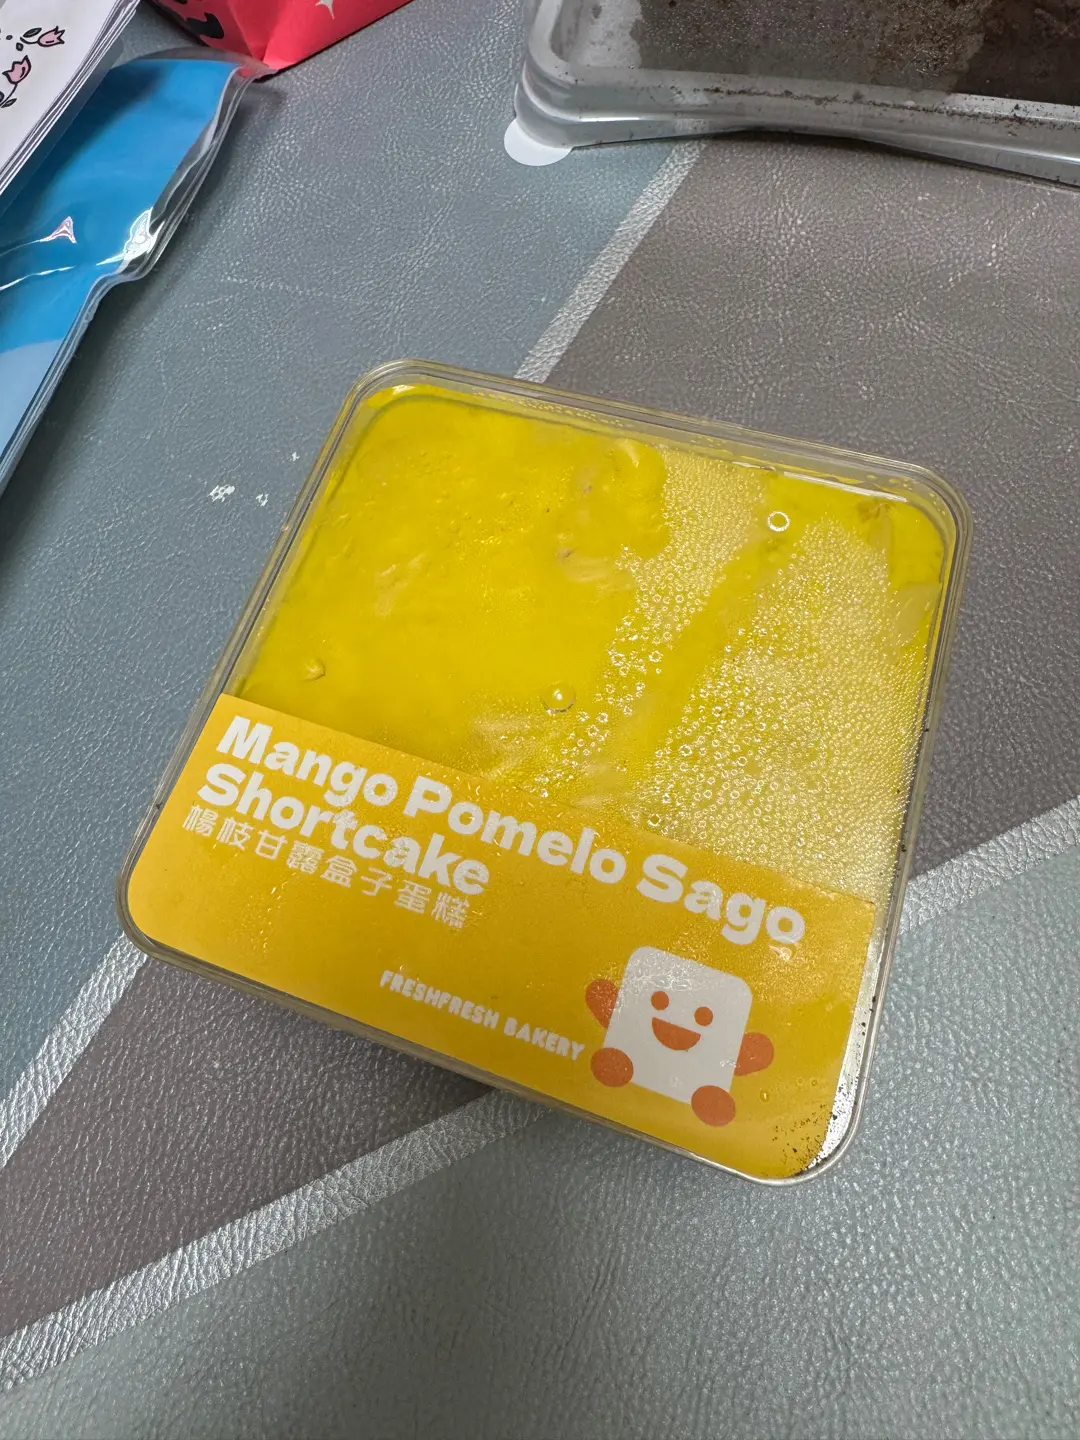 Mango Pomelo Sago
Shortcake
楊枝甘露盒子蛋糕
FRESHFRESH BAKERY